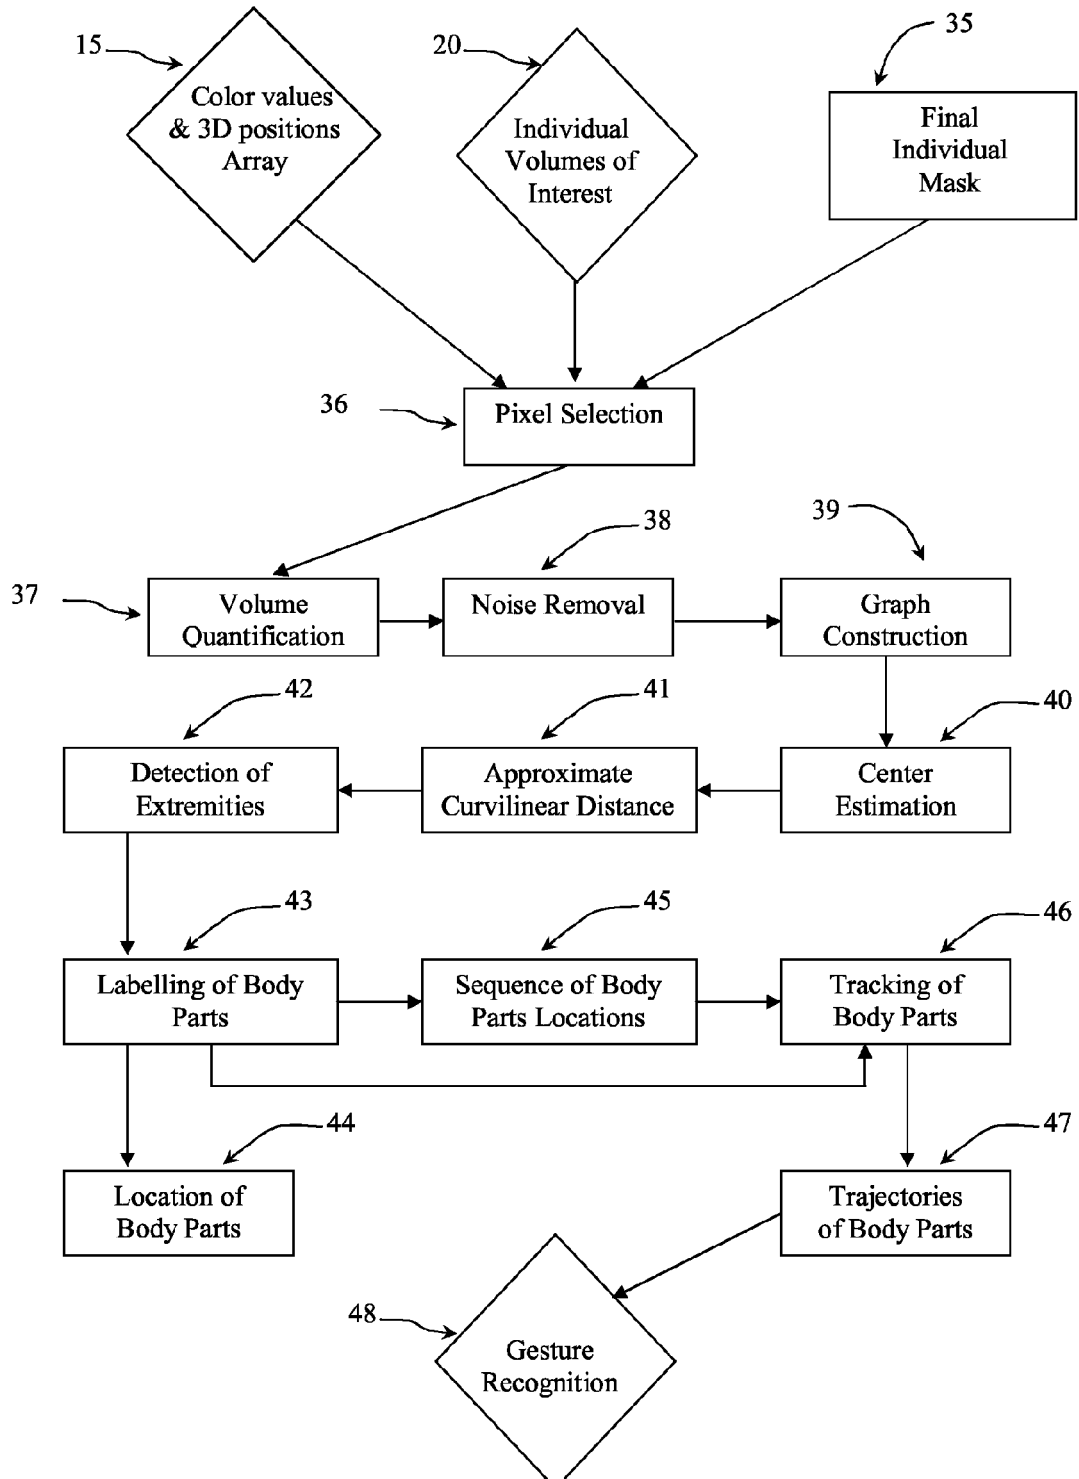 15
Color values
& 3D positions
Array
20
Individual
Volumes of
Interest
35
Final
Individual
Mask
36
Pixel Selection
37
Volume
Quantification
38
Noise Removal
39
Graph
Construction
42
Detection of
Extremities
41
Approximate
Curvilinear Distance
40
Center
Estimation
43
Labelling of Body
Parts
45
Sequence of Body
Parts Locations
46
Tracking of
Body Parts
44
Location of
Body Parts
47
Trajectories
of Body Parts
48
Gesture
Recognition